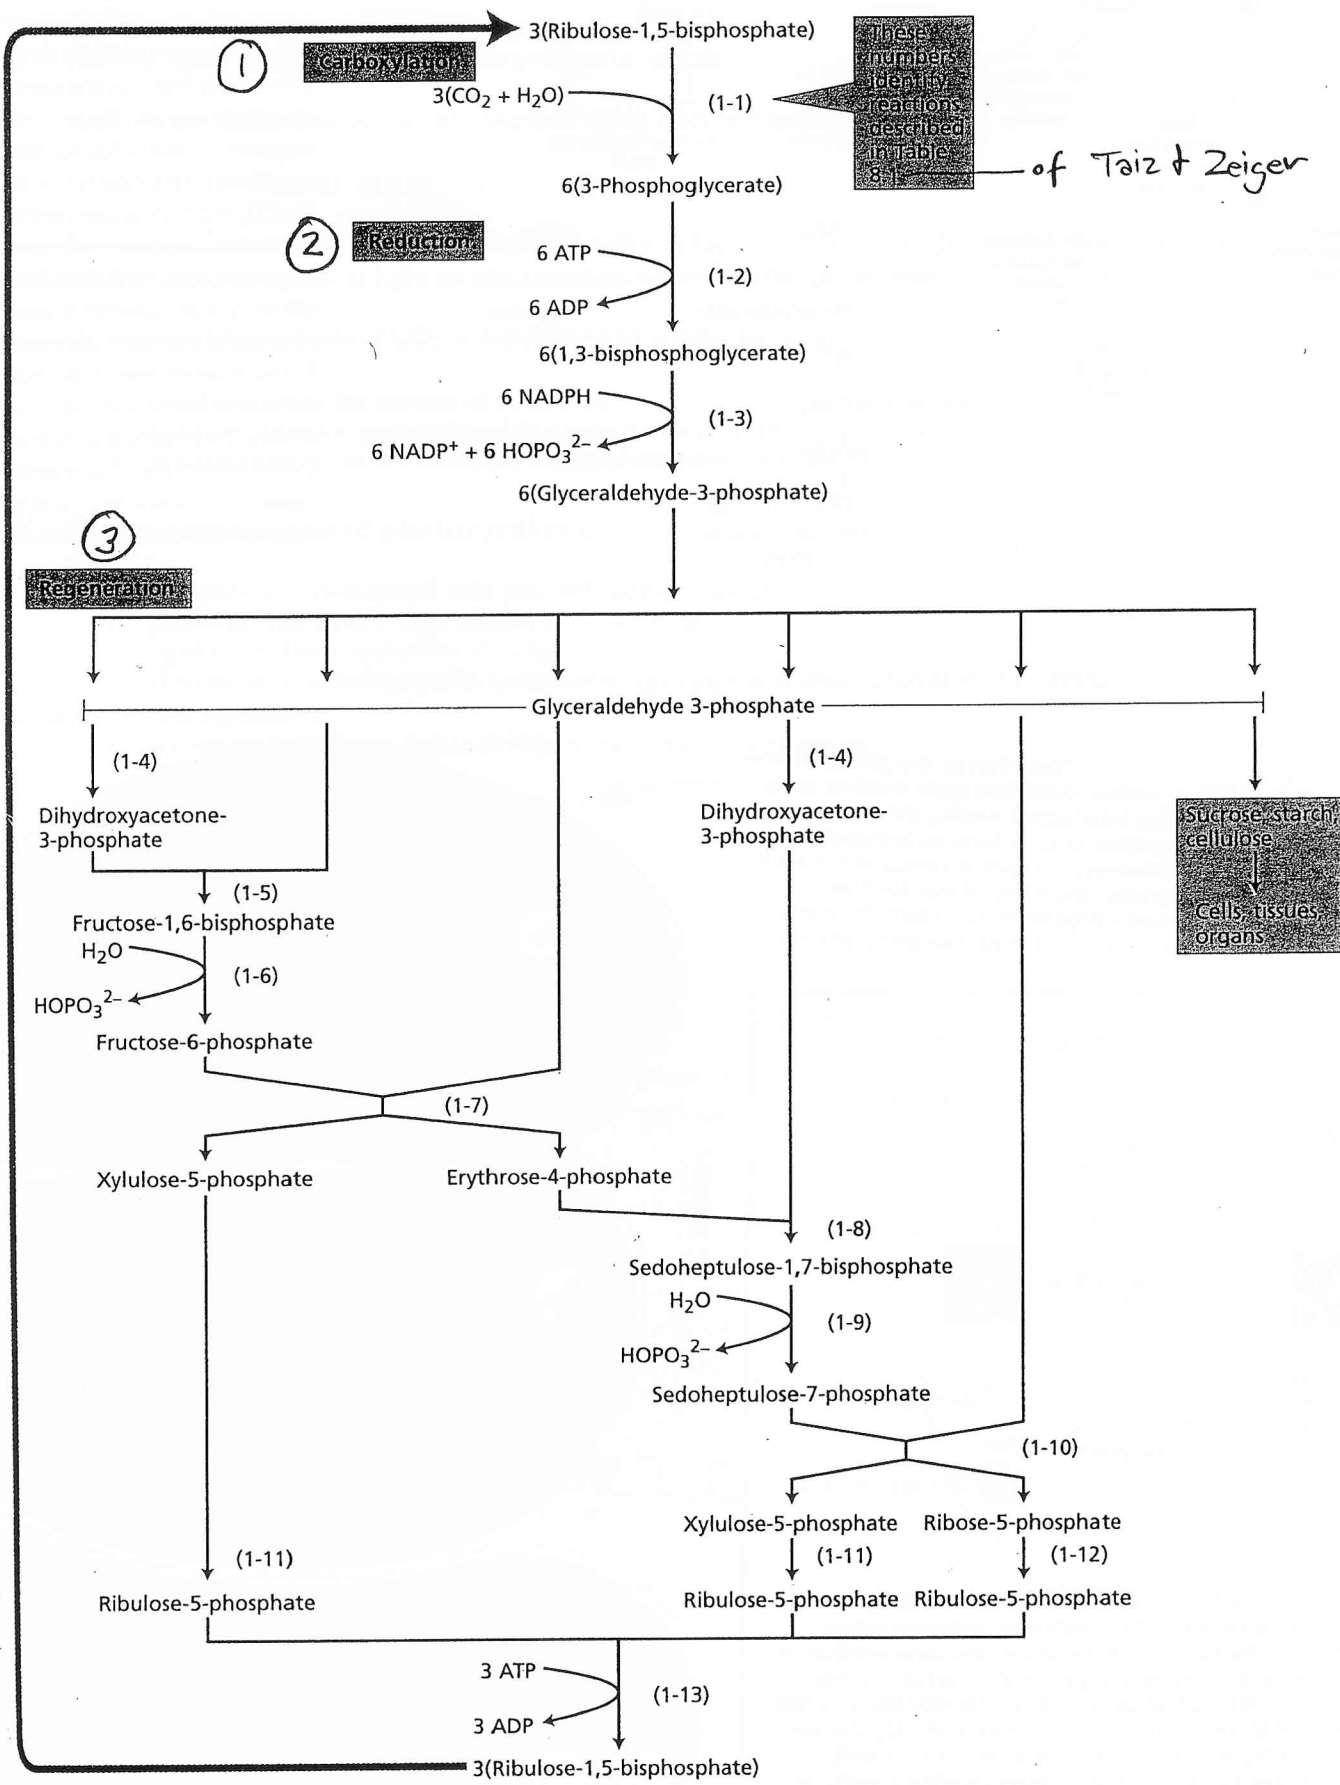 3(Ribulose-1,5-bisphosphate)
1
Carboxylation
3(CO₂ + H₂O)
(1-1)
These
numbers
identify
reactions
described
in Table
8.1
of Taiz & Zeiger
6(3-Phosphoglycerate)
2
Reduction
6 ATP
(1-2)
6 ADP
6(1,3-bisphosphoglycerate)
6 NADPH
(1-3)
6 NADP⁺ + 6 HOPO₃²⁻
6(Glyceraldehyde-3-phosphate)
3
Regeneration
Glyceraldehyde 3-phosphate
(1-4)
(1-4)
Dihydroxyacetone-
3-phosphate
Dihydroxyacetone-
3-phosphate
Sucrose, starch,
cellulose
Cells, tissues,
organs
(1-5)
Fructose-1,6-bisphosphate
H₂O
(1-6)
HOPO₃²⁻
Fructose-6-phosphate
(1-7)
Xylulose-5-phosphate
Erythrose-4-phosphate
(1-8)
Sedoheptulose-1,7-bisphosphate
H₂O
(1-9)
HOPO₃²⁻
Sedoheptulose-7-phosphate
(1-10)
Xylulose-5-phosphate
Ribose-5-phosphate
(1-11)
(1-11)
(1-12)
Ribulose-5-phosphate
Ribulose-5-phosphate
Ribulose-5-phosphate
3 ATP
(1-13)
3 ADP
3(Ribulose-1,5-bisphosphate)